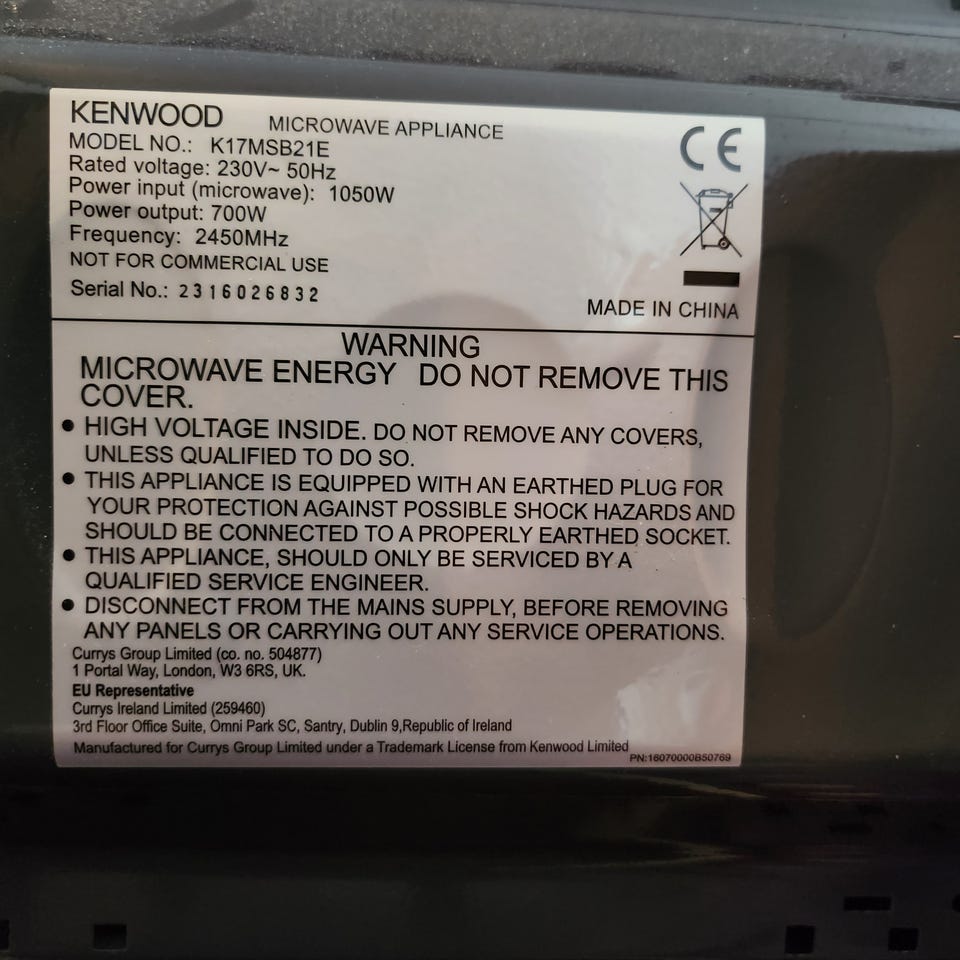 KENWOOD MICROWAVE APPLIANCE
MODEL NO.: K17MSB21E
Rated voltage: 230V~ 50Hz
Power input (microwave): 1050W
Power output: 700W
Frequency: 2450MHz
NOT FOR COMMERCIAL USE
Serial No.: 2316026832
CE
MADE IN CHINA
WARNING
MICROWAVE ENERGY DO NOT REMOVE THIS
COVER.
• HIGH VOLTAGE INSIDE. DO NOT REMOVE ANY COVERS,
UNLESS QUALIFIED TO DO SO.
• THIS APPLIANCE IS EQUIPPED WITH AN EARTHED PLUG FOR
YOUR PROTECTION AGAINST POSSIBLE SHOCK HAZARDS AND
SHOULD BE CONNECTED TO A PROPERLY EARTHED SOCKET.
• THIS APPLIANCE, SHOULD ONLY BE SERVICED BY A
QUALIFIED SERVICE ENGINEER.
• DISCONNECT FROM THE MAINS SUPPLY, BEFORE REMOVING
ANY PANELS OR CARRYING OUT ANY SERVICE OPERATIONS.
Currys Group Limited (co. no. 504877)
1 Portal Way, London, W3 6RS, UK.
EU Representative
Currys Ireland Limited (259460)
3rd Floor Office Suite, Omni Park SC, Santry, Dublin 9,Republic of Ireland
Manufactured for Currys Group Limited under a Trademark License from Kenwood Limited
PN:16070000B50769